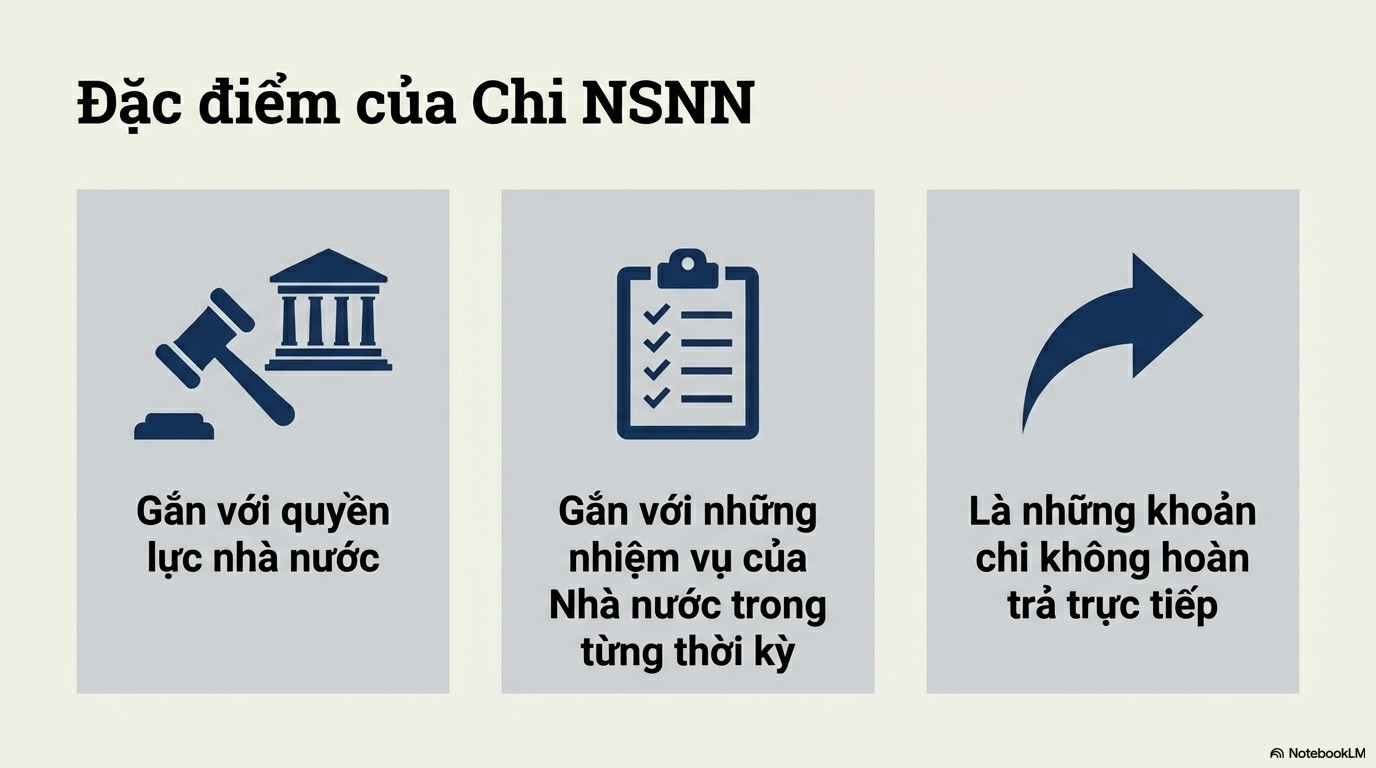 Đặc điểm của Chi NSNN
Gắn với quyền
lực nhà nước
Gắn với những
nhiệm vụ của
Nhà nước trong
từng thời kỳ
Là những khoản
chi không hoàn
trả trực tiếp
NotebookLM